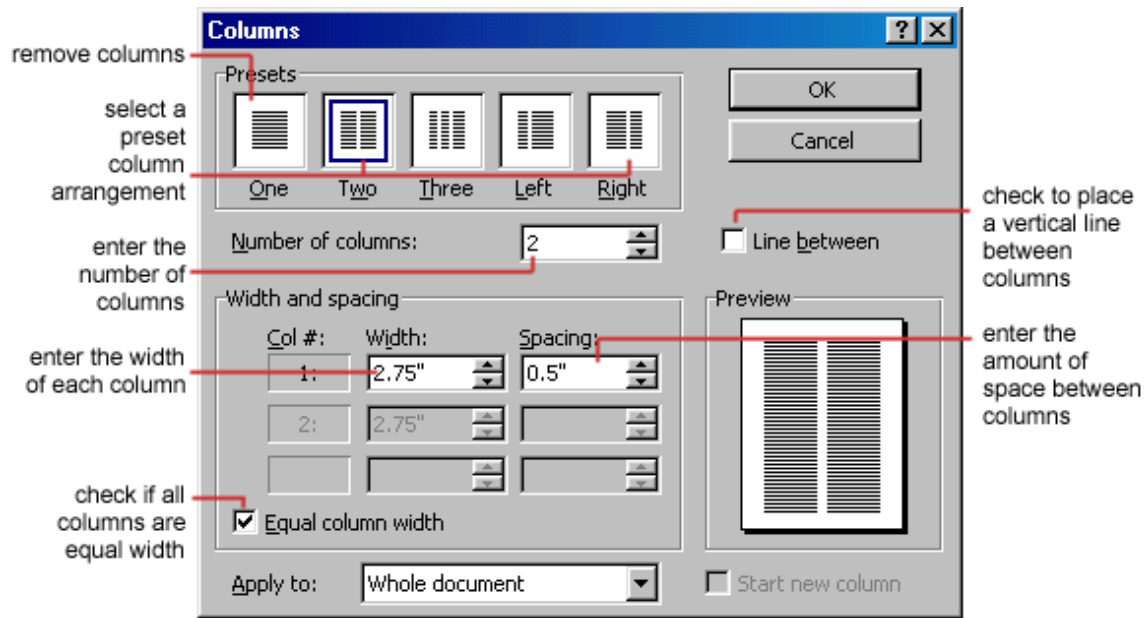 Columns
remove columns
Presets
OK
select a
preset
column
arrangement
Cancel
One Two Three Left Right
check to place
a vertical line
between
columns
enter the
number of
columns
Number of columns: 2
Line between
Width and spacing
Preview
Col #: Width: Spacing:
enter the width
of each column
1: 2.75" 0.5"
enter the
amount of
space between
columns
2: 2.75"
check if all
columns are
equal width
Equal column width
Apply to: Whole document
Start new column